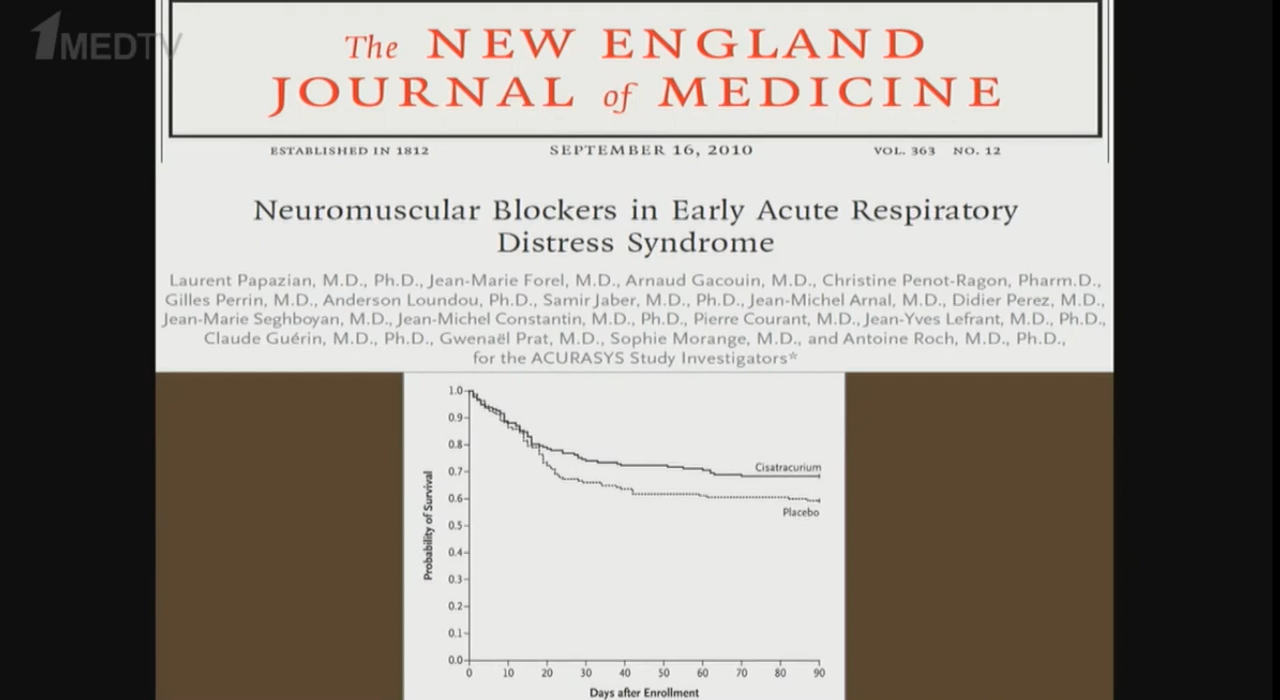 1MEDTV
The NEW ENGLAND
JOURNAL of MEDICINE
ESTABLISHED IN 1812 SEPTEMBER 16, 2010 VOL. 363 NO. 12
Neuromuscular Blockers in Early Acute Respiratory
Distress Syndrome
Laurent Papazian, M.D., Ph.D., Jean-Marie Forel, M.D., Arnaud Gacouin, M.D., Christine Penot-Ragon, Pharm.D.,
Gilles Perrin, M.D., Anderson Loundou, Ph.D., Samir Jaber, M.D., Ph.D., Jean-Michel Arnal, M.D., Didier Perez, M.D.,
Jean-Marie Seghboyan, M.D., Jean-Michel Constantin, M.D., Ph.D., Pierre Courant, M.D., Jean-Yves Lefrant, M.D., Ph.D.,
Claude Guérin, M.D., Ph.D., Gwenaël Prat, M.D., Sophie Morange, M.D., and Antoine Roch, M.D., Ph.D.,
for the ACURASYS Study Investigators*
Probability of Survival
1.0
0.9
0.8
0.7
0.6
0.5
0.4
0.3
0.2
0.1
0.0
Cisatracurium
Placebo
0 10 20 30 40 50 60 70 80 90
Days after Enrollment